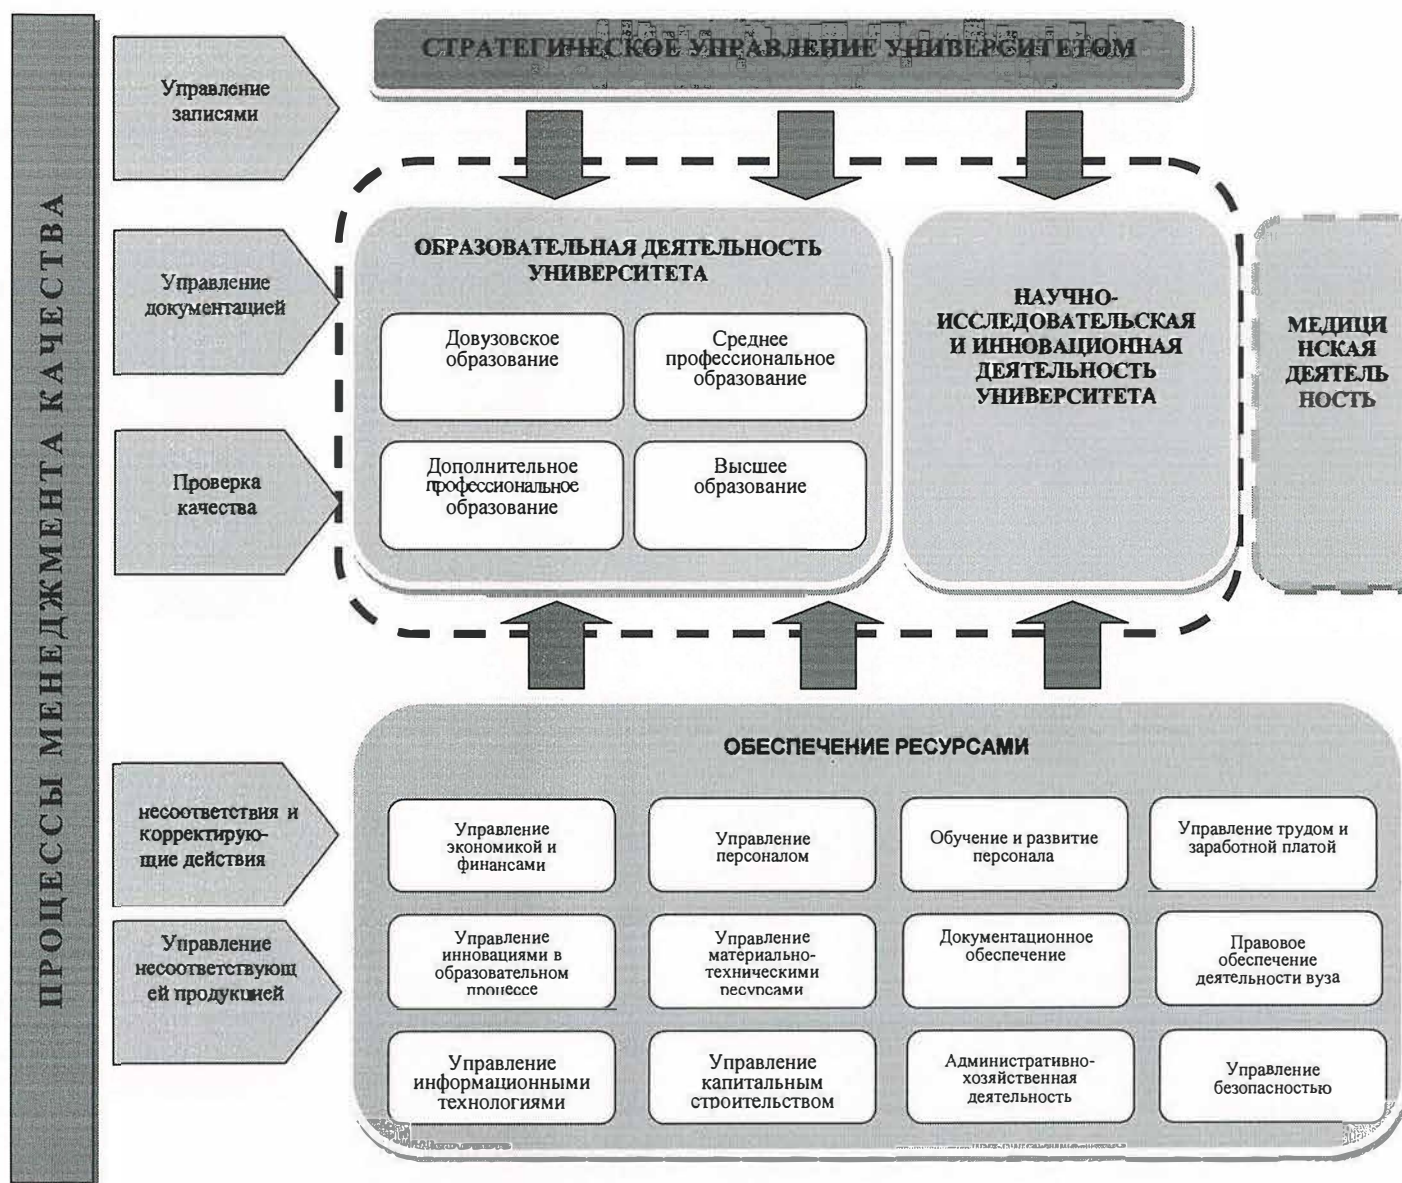 ПРОЦЕССЫ МЕНЕДЖМЕНТА КАЧЕСТВА
Управление
записями
Управление
документацией
Проверка
качества
несоответствия и
корректирую-
щие действия
Управление
несоответствующ
ей продукцией
СТРАТЕГИЧЕСКОЕ УПРАВЛЕНИЕ УНИВЕРСИТЕТОМ
ОБРАЗОВАТЕЛЬНАЯ ДЕЯТЕЛЬНОСТЬ
УНИВЕРСИТЕТА
Довузовское
образование
Среднее
профессиональное
образование
Дополнительное
профессиональное
образование
Высшее
образование
НАУЧНО-
ИССЛЕДОВАТЕЛЬСКАЯ
И ИННОВАЦИОННАЯ
ДЕЯТЕЛЬНОСТЬ
УНИВЕРСИТЕТА
МЕДИЦИ
НСКАЯ
ДЕЯТЕЛЬ
НОСТЬ
ОБЕСПЕЧЕНИЕ РЕСУРСАМИ
Управление
экономикой и
финансами
Управление
персоналом
Обучение и развитие
персонала
Управление трудом и
заработной платой
Управление
инновациями в
образовательном
процессе
Управление
материально-
техническими
ресурсами
Документационное
обеспечение
Правовое
обеспечение
деятельности вуза
Управление
информационными
технологиями
Управление
капитальным
строительством
Административно-
хозяйственная
деятельность
Управление
безопасностью